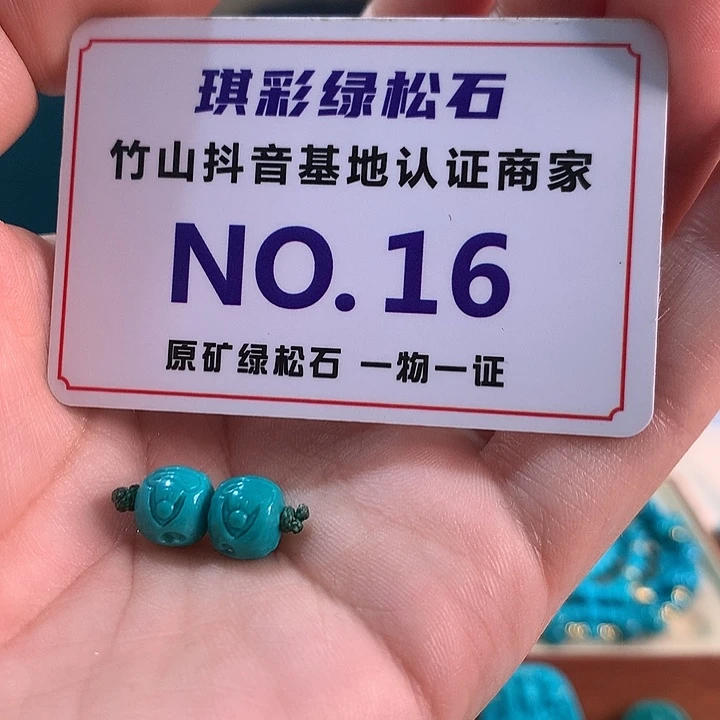 琪彩绿松石
竹山抖音基地认证商家
NO.16
原矿绿松石 一物一证